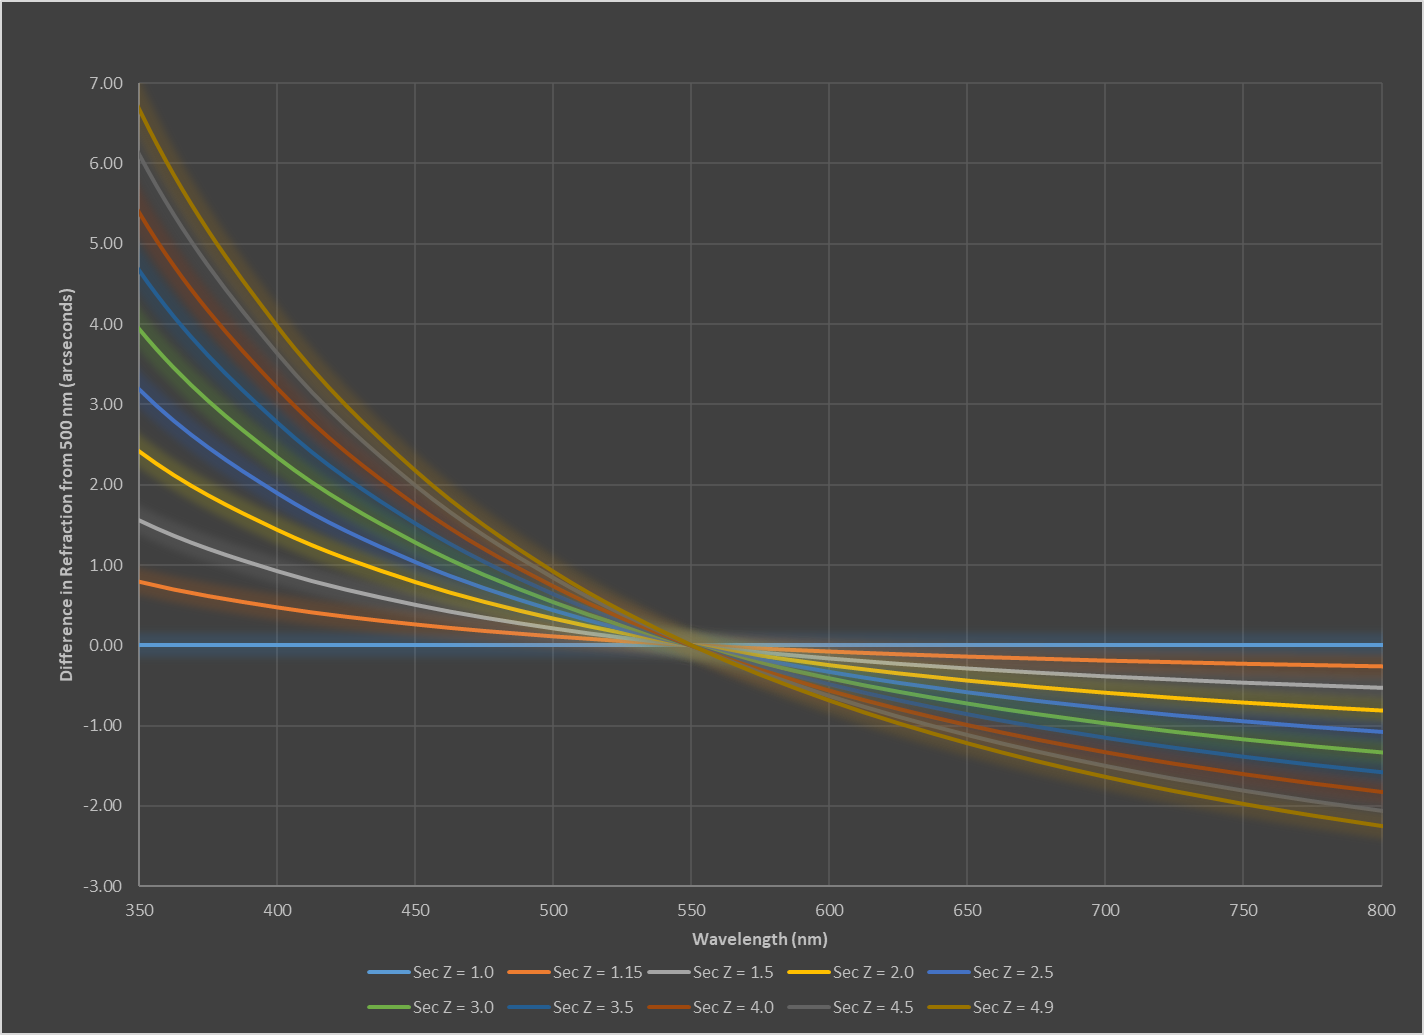 7.00
6.00
5.00
4.00
3.00
2.00
1.00
0.00
-1.00
-2.00
-3.00
Difference in Refraction from 500 nm (arcseconds)
350 400 450 500 550 600 650 700 750 800
Wavelength (nm)
Sec Z = 1.0 Sec Z = 1.15 Sec Z = 1.5 Sec Z = 2.0 Sec Z = 2.5
Sec Z = 3.0 Sec Z = 3.5 Sec Z = 4.0 Sec Z = 4.5 Sec Z = 4.9